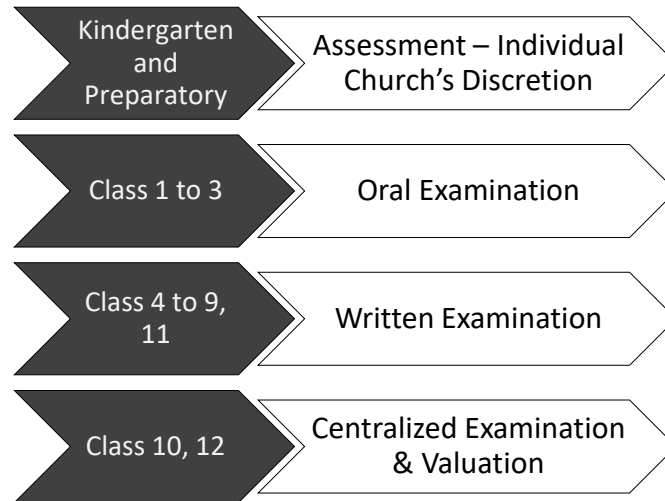 Kindergarten
and
Preparatory
Assessment – Individual
Church's Discretion
Class 1 to 3
Oral Examination
Class 4 to 9,
11
Written Examination
Class 10, 12
Centralized Examination
& Valuation